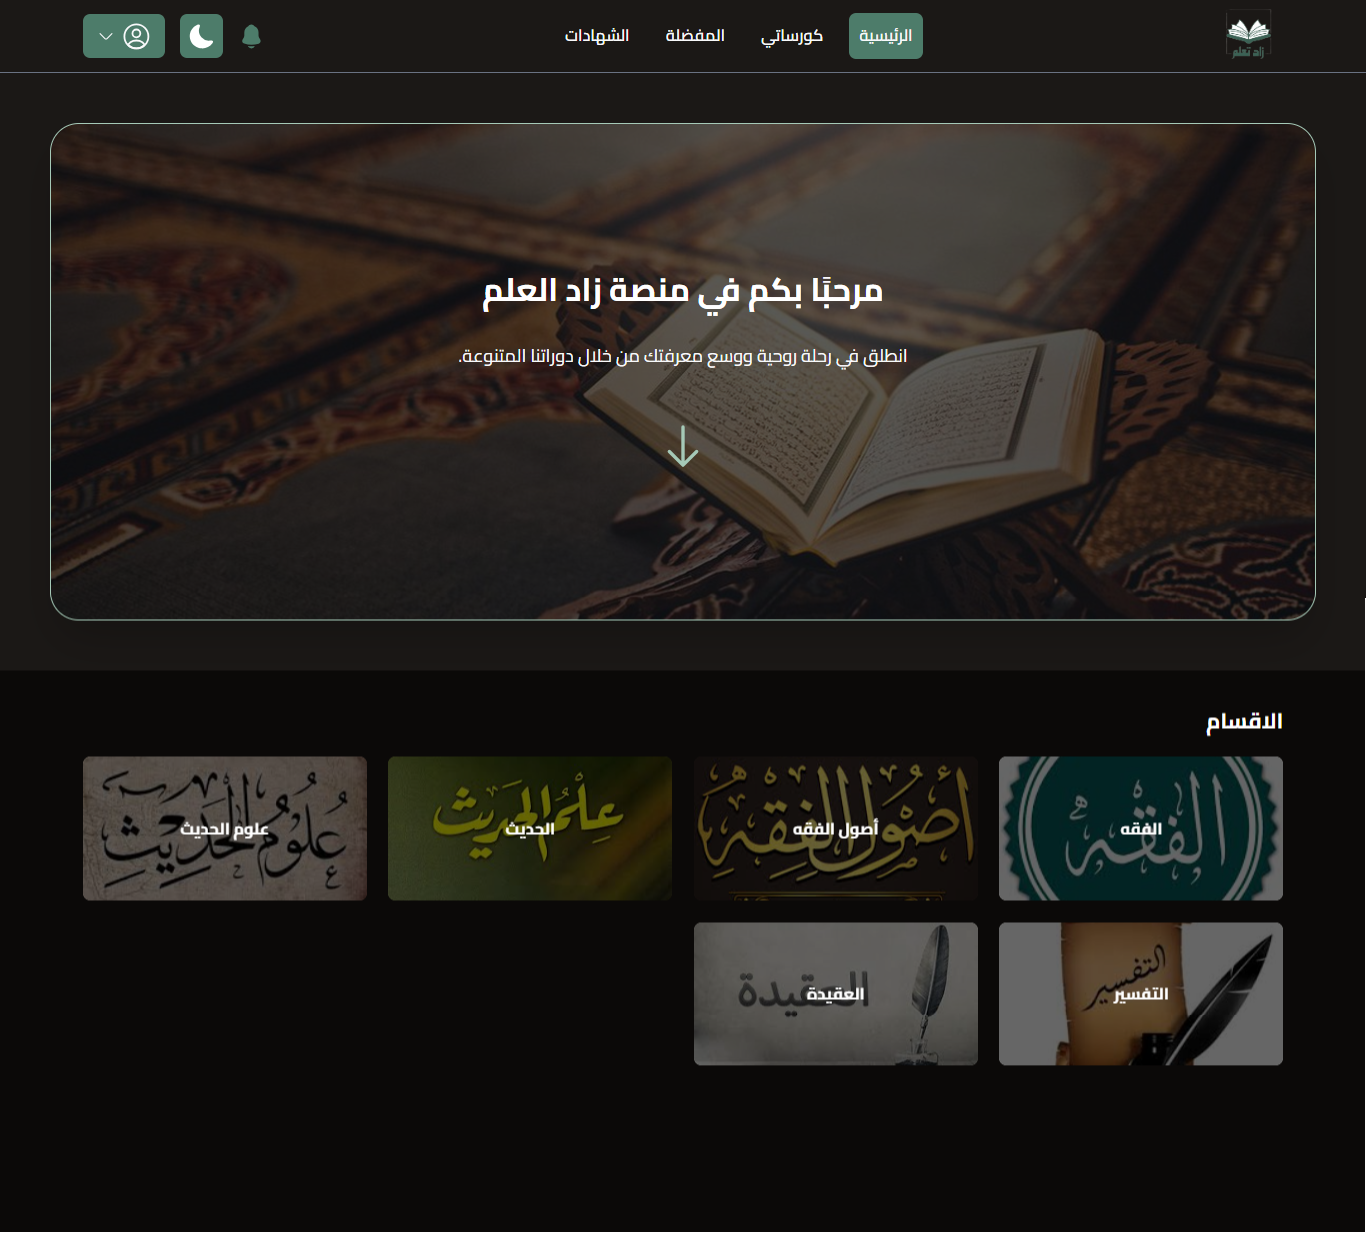 زاد تعلم
الرئيسية
كورساتي
المفضلة
الشهادات
مرحبًا بكم في منصة زاد العلم
انطلق في رحلة روحية ووسع معرفتك من خلال دوراتنا المتنوعة.
الاقسام
الفقه
الفقه
أصول الفقه
أصول الفقه
علم الحديث
الحديث
علوم الحديث
علوم الحديث
التفسير
التفسير
العقيدة
العقيدة